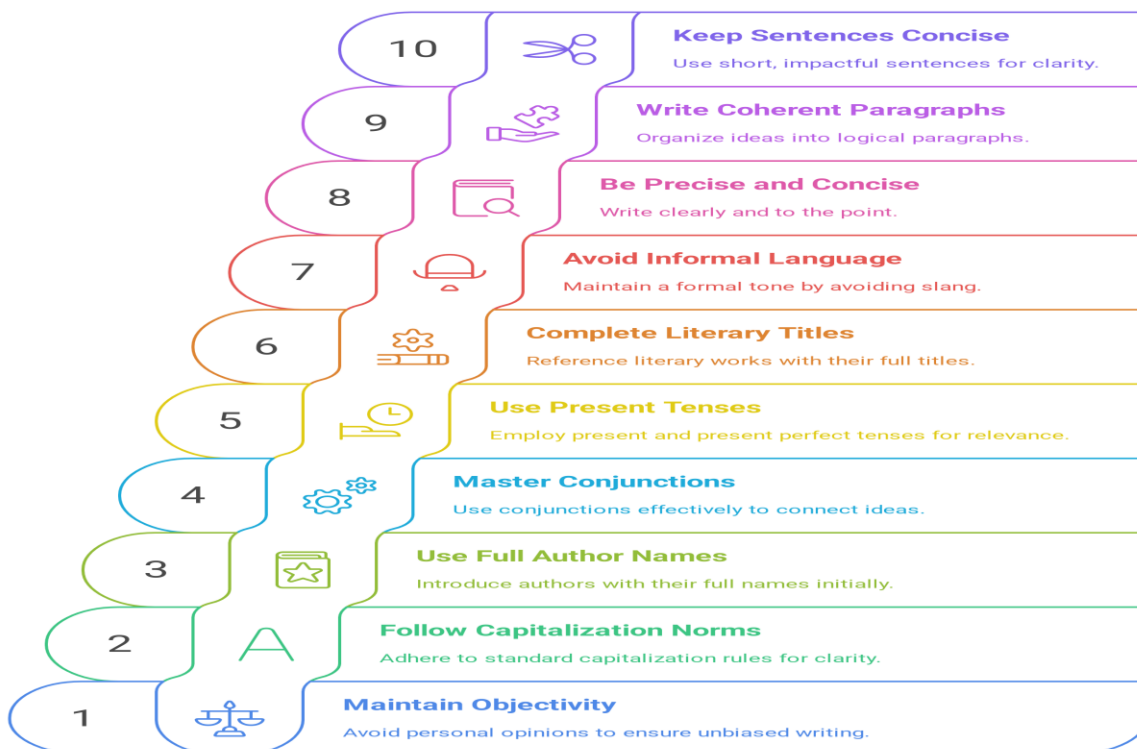 10
Keep Sentences Concise
Use short, impactful sentences for clarity.
9
Write Coherent Paragraphs
Organize ideas into logical paragraphs.
8
Be Precise and Concise
Write clearly and to the point.
7
Avoid Informal Language
Maintain a formal tone by avoiding slang.
6
Complete Literary Titles
Reference literary works with their full titles.
5
Use Present Tenses
Employ present and present perfect tenses for relevance.
4
Master Conjunctions
Use conjunctions effectively to connect ideas.
3
Use Full Author Names
Introduce authors with their full names initially.
2
A
Follow Capitalization Norms
Adhere to standard capitalization rules for clarity.
1
Maintain Objectivity
Avoid personal opinions to ensure unbiased writing.